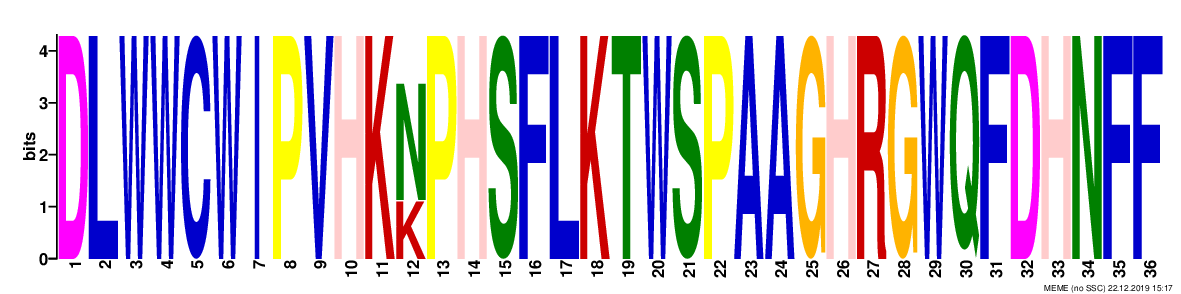 4
3
2
1
0
bits
DLWWCWIPVHKNPHSFLKTWSPAAGHRGWQFDHNFF
K
1 2 3 4 5 6 7 8 9 10 11 12 13 14 15 16 17 18 19 20 21 22 23 24 25 26 27 28 29 30 31 32 33 34 35 36
MEME (no SSC) 22.12.2019 15:17